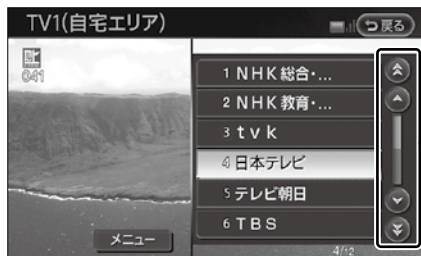 TV1(自宅エリア)
戻る
041
1 NHK総合・...
2 NHK教育・...
3 tvk
4 日本テレビ
5 テレビ朝日
6 TBS
メニュー
4/12